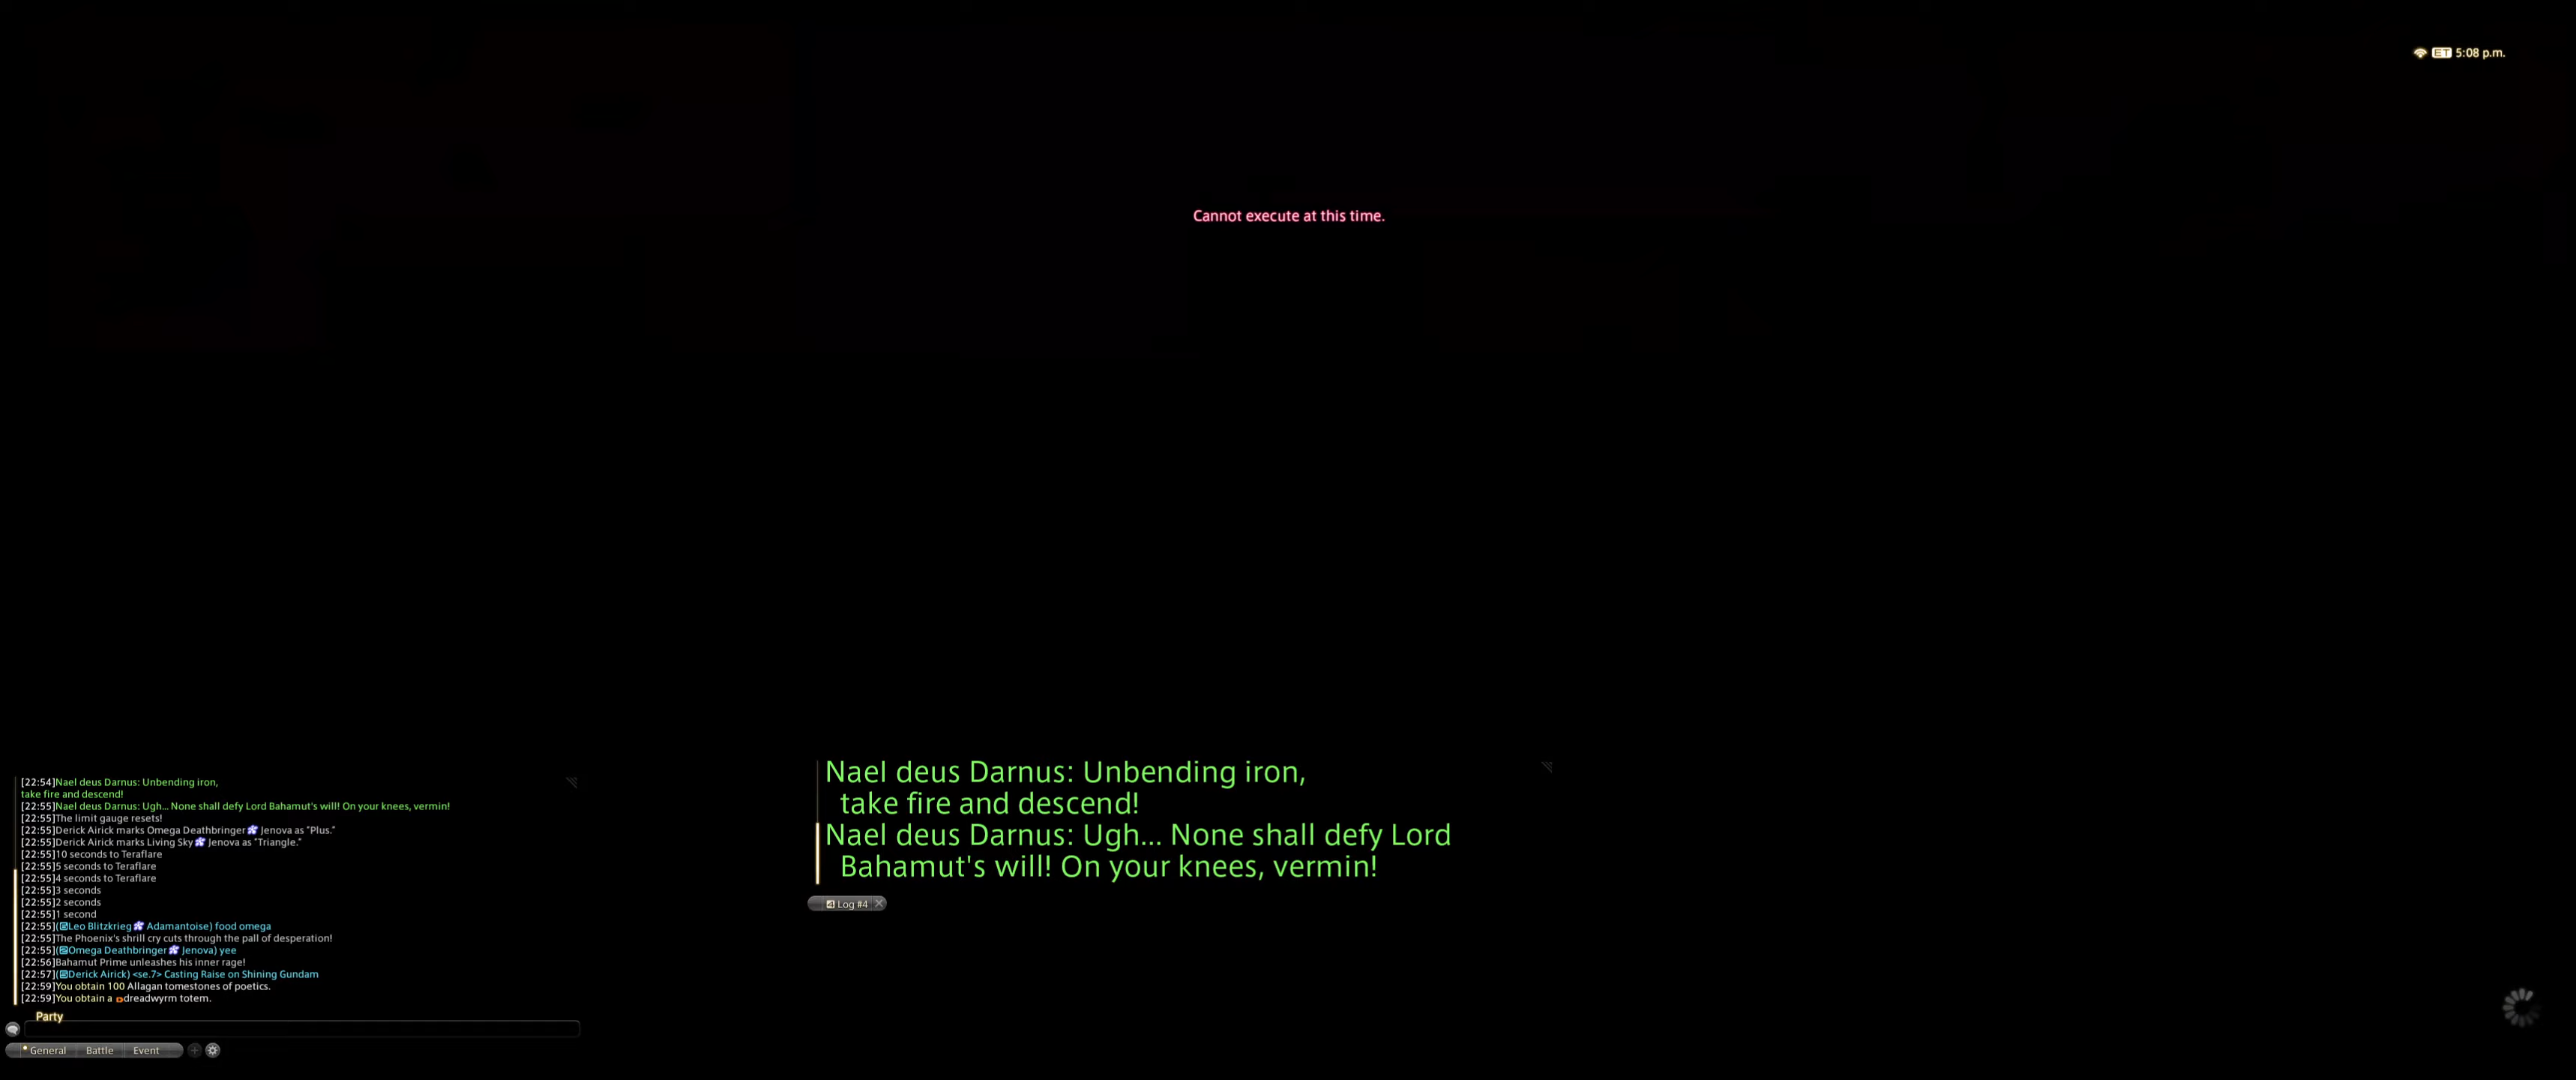 ET 5:08 p.m.
Cannot execute at this time.
[22:54]Nael deus Darnus: Unbending iron,
take fire and descend!
[22:55]Nael deus Darnus: Ugh... None shall defy Lord Bahamut's will! On your knees, vermin!
[22:55]The limit gauge resets!
[22:55]Derick Airick marks Omega Deathbringer Jenova as "Plus."
[22:55]Derick Airick marks Living Sky Jenova as "Triangle."
[22:55]10 seconds to Teraflare
[22:55]5 seconds to Teraflare
[22:55]4 seconds to Teraflare
[22:55]3 seconds
[22:55]2 seconds
[22:55]1 second
[22:55](Leo Blitzkrieg Adamantoise) food omega
[22:55]The Phoenix's shrill cry cuts through the pall of desperation!
[22:55](Omega Deathbringer Jenova) yee
[22:56]Bahamut Prime unleashes his inner rage!
[22:57](Derick Airick) <se.7> Casting Raise on Shining Gundam
[22:59]You obtain 100 Allagan tomestones of poetics.
[22:59]You obtain a dreadwyrm totem.
Party
General Battle Event
Nael deus Darnus: Unbending iron,
take fire and descend!
Nael deus Darnus: Ugh... None shall defy Lord
Bahamut's will! On your knees, vermin!
4 Log #4